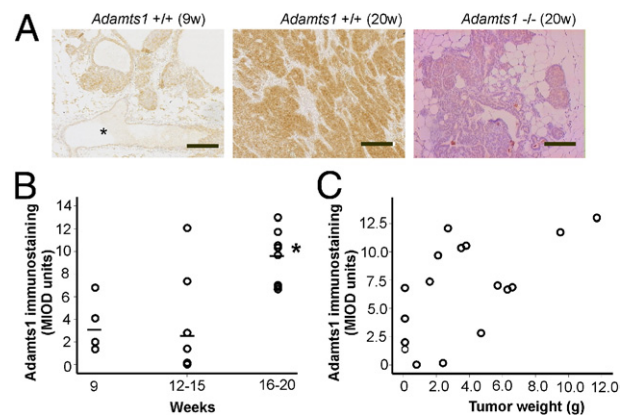 A
Adamts1 +/+ (9w)
Adamts1 +/+ (20w)
Adamts1 -/- (20w)
*
B
Adamts1 immunostaining
(MIOD units)
14
12
10
8
6
4
2
0
*
9
12-15
16-20
Weeks
C
Adamts1 immunostaining
(MIOD units)
12.5
10.0
7.5
5.0
2.5
0.0
0
2.0
4.0
6.0
8.0
10.0
12.0
Tumor weight (g)